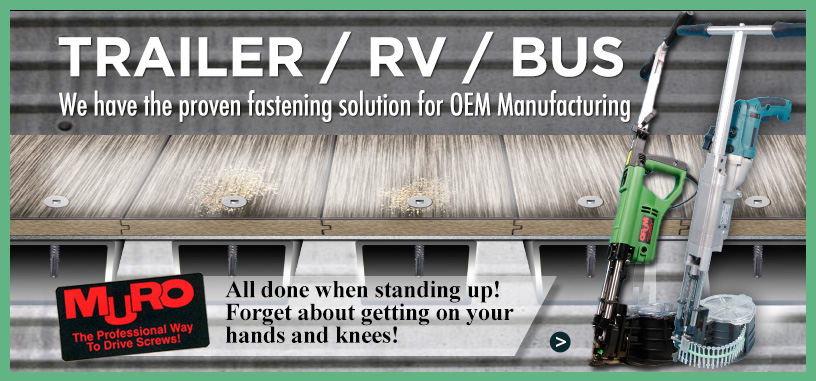 TRAILER / RV / BUS
We have the proven fastening solution for OEM Manufacturing
MURO
The Professional Way
To Drive Screws!
All done when standing up!
Forget about getting on your
hands and knees!
>
MURO